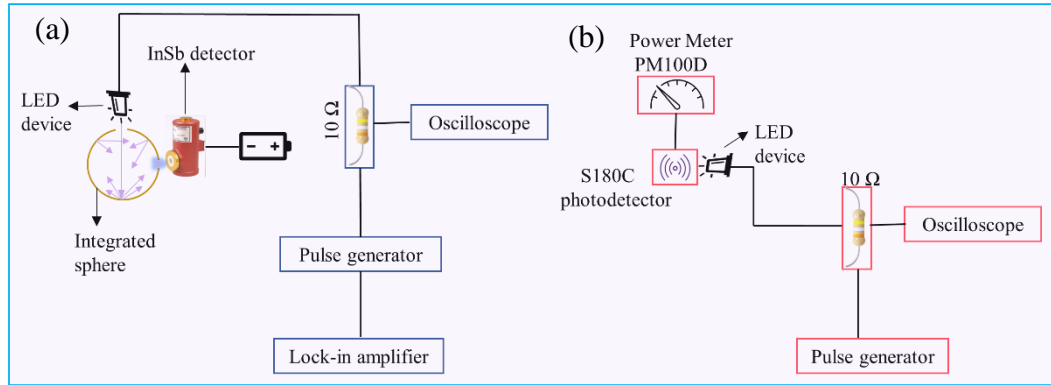 (a)
InSb detector
LED
device
10 Ω
Oscilloscope
Integrated
sphere
Pulse generator
Lock-in amplifier
(b)
Power Meter
PM100D
LED
device
S180C
photodetector
10 Ω
Oscilloscope
Pulse generator